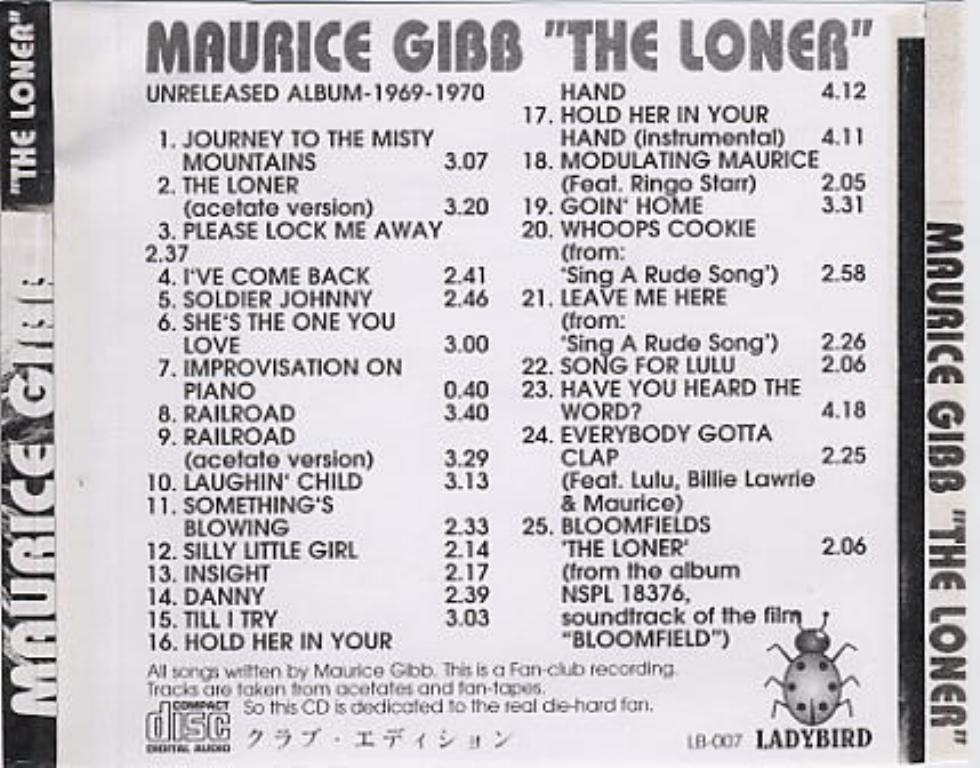 "THE LONER"
MAURICE GIBB
MAURICE GIBB "THE LONER"
UNRELEASED ALBUM-1969-1970
1. JOURNEY TO THE MISTY
MOUNTAINS 3.07
2. THE LONER
(acetate version) 3.20
3. PLEASE LOCK ME AWAY
2.37
4. I'VE COME BACK 2.41
5. SOLDIER JOHNNY 2.46
6. SHE'S THE ONE YOU
LOVE 3.00
7. IMPROVISATION ON
PIANO 0.40
8. RAILROAD 3.40
9. RAILROAD
(acetate version) 3.29
10. LAUGHIN' CHILD 3.13
11. SOMETHING'S
BLOWING 2.33
12. SILLY LITTLE GIRL 2.14
13. INSIGHT 2.17
14. DANNY 2.39
15. TILL I TRY 3.03
16. HOLD HER IN YOUR
HAND 4.12
17. HOLD HER IN YOUR
HAND (instrumental) 4.11
18. MODULATING MAURICE
(Feat. Ringo Starr) 2.05
19. GOIN' HOME 3.31
20. WHOOPS COOKIE
(from:
'Sing A Rude Song') 2.58
21. LEAVE ME HERE
(from:
'Sing A Rude Song') 2.26
22. SONG FOR LULU 2.06
23. HAVE YOU HEARD THE
WORD? 4.18
24. EVERYBODY GOTTA
CLAP 2.25
(Feat. Lulu, Billie Lawrie
& Maurice)
25. BLOOMFIELDS
'THE LONER' 2.06
(from the album
NSPL 18376,
soundtrack of the film
"BLOOMFIELD")
All songs written by Maurice Gibb. This is a Fan-club recording.
Tracks are taken from acetates and fan-tapes.
So this CD is dedicated to the real die-hard fan.
COMPACT
disc
DIGITAL AUDIO
クラブ・エディション
LB-007 LADYBIRD
MAURICE GIBB "THE LONER"